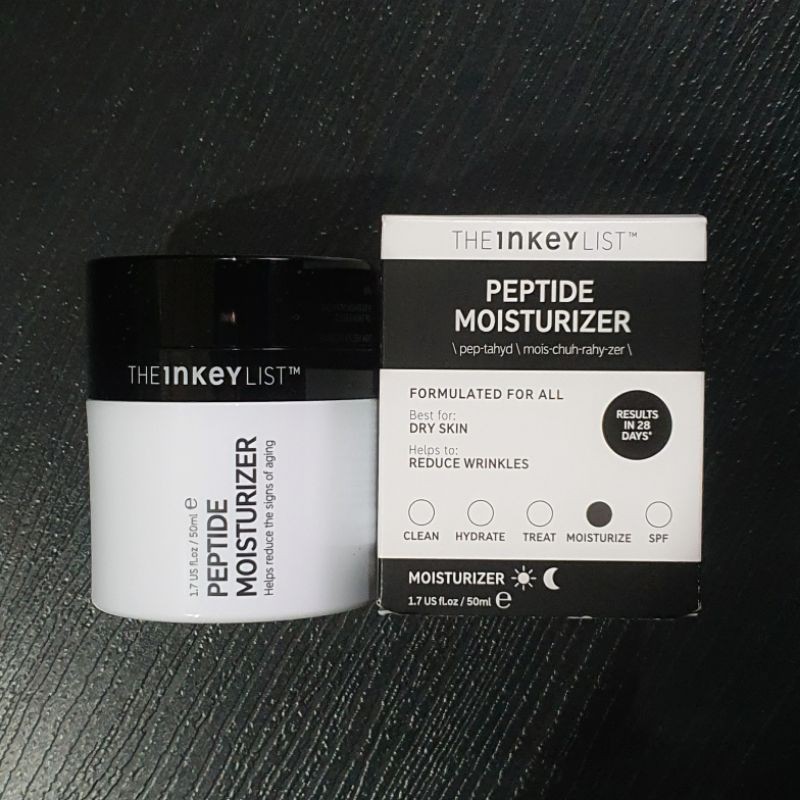 THE INKEY LIST™
1.7 US fl.oz / 50ml ℮
PEPTIDE
MOISTURIZER
Helps reduce the signs of aging
THE INKEY LIST™
PEPTIDE
MOISTURIZER
\ pep·tahyd \ mois·chuh·rahy·zer \
FORMULATED FOR ALL
Best for:
DRY SKIN
Helps to:
REDUCE WRINKLES
RESULTS
IN 28
DAYS*
CLEAN HYDRATE TREAT MOISTURIZE SPF
MOISTURIZER
1.7 US fl.oz / 50ml ℮